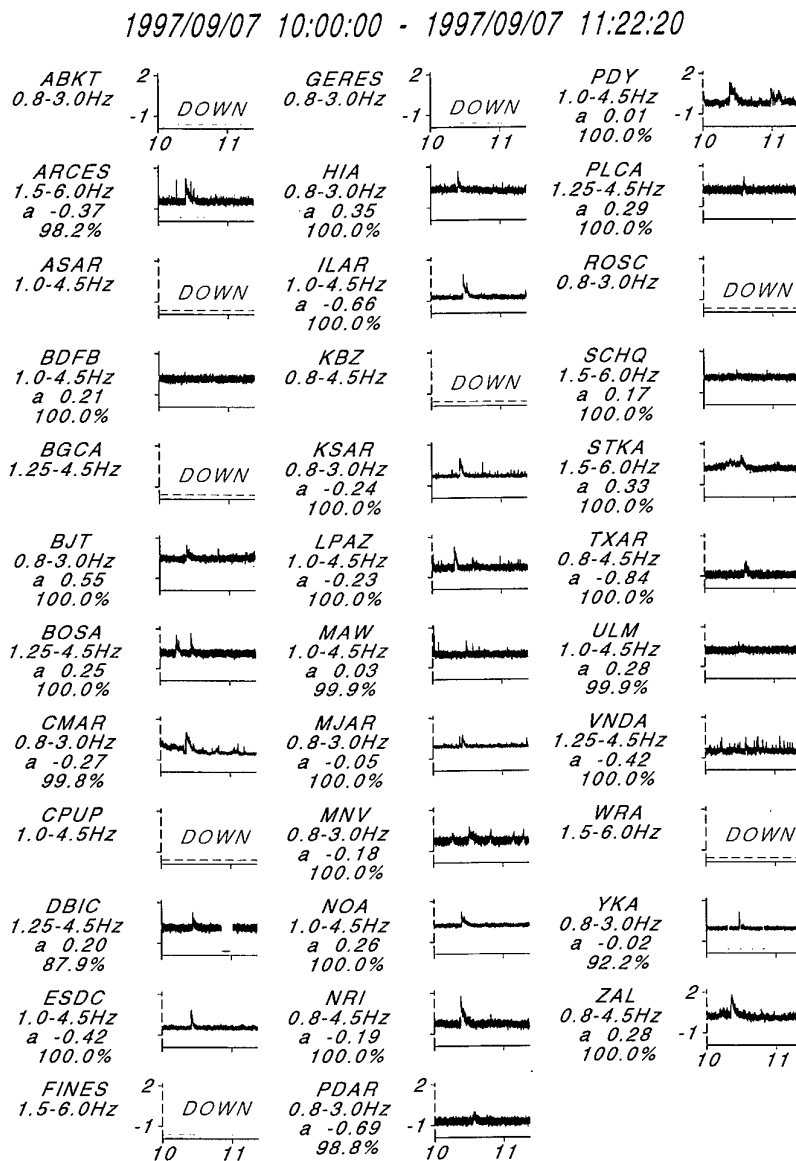 1997/09/07 10:00:00 - 1997/09/07 11:22:20
ABKT
0.8-3.0Hz
2
-1
DOWN
10 11
ARCES
1.5-6.0Hz
a -0.37
98.2%
ASAR
1.0-4.5Hz
DOWN
BDFB
1.0-4.5Hz
a 0.21
100.0%
BGCA
1.25-4.5Hz
DOWN
BJT
0.8-3.0Hz
a 0.55
100.0%
BOSA
1.25-4.5Hz
a 0.25
100.0%
CMAR
0.8-3.0Hz
a -0.27
99.8%
CPUP
1.0-4.5Hz
DOWN
DBIC
1.25-4.5Hz
a 0.20
87.9%
ESDC
1.0-4.5Hz
a -0.42
100.0%
FINES
1.5-6.0Hz
2
-1
DOWN
10 11
GERES
0.8-3.0Hz
2
-1
DOWN
10 11
HIA
0.8-3.0Hz
a 0.35
100.0%
ILAR
1.0-4.5Hz
a -0.66
100.0%
KBZ
0.8-4.5Hz
DOWN
KSAR
0.8-3.0Hz
a -0.24
100.0%
LPAZ
1.0-4.5Hz
a -0.23
100.0%
MAW
1.0-4.5Hz
a 0.03
99.9%
MJAR
0.8-3.0Hz
a -0.05
100.0%
MNV
0.8-3.0Hz
a -0.18
100.0%
NOA
1.0-4.5Hz
a 0.26
100.0%
NRI
0.8-4.5Hz
a -0.19
100.0%
PDAR
0.8-3.0Hz
a -0.69
98.8%
2
-1
10 11
PDY
1.0-4.5Hz
a 0.01
100.0%
2
-1
10 11
PLCA
1.25-4.5Hz
a 0.29
100.0%
ROSC
0.8-3.0Hz
DOWN
SCHQ
1.5-6.0Hz
a 0.17
100.0%
STKA
1.5-6.0Hz
a 0.33
100.0%
TXAR
0.8-4.5Hz
a -0.84
100.0%
ULM
1.0-4.5Hz
a 0.28
99.9%
VNDA
1.25-4.5Hz
a -0.42
100.0%
WRA
1.5-6.0Hz
DOWN
YKA
0.8-3.0Hz
a -0.02
92.2%
ZAL
0.8-4.5Hz
a 0.28
100.0%
2
-1
10 11